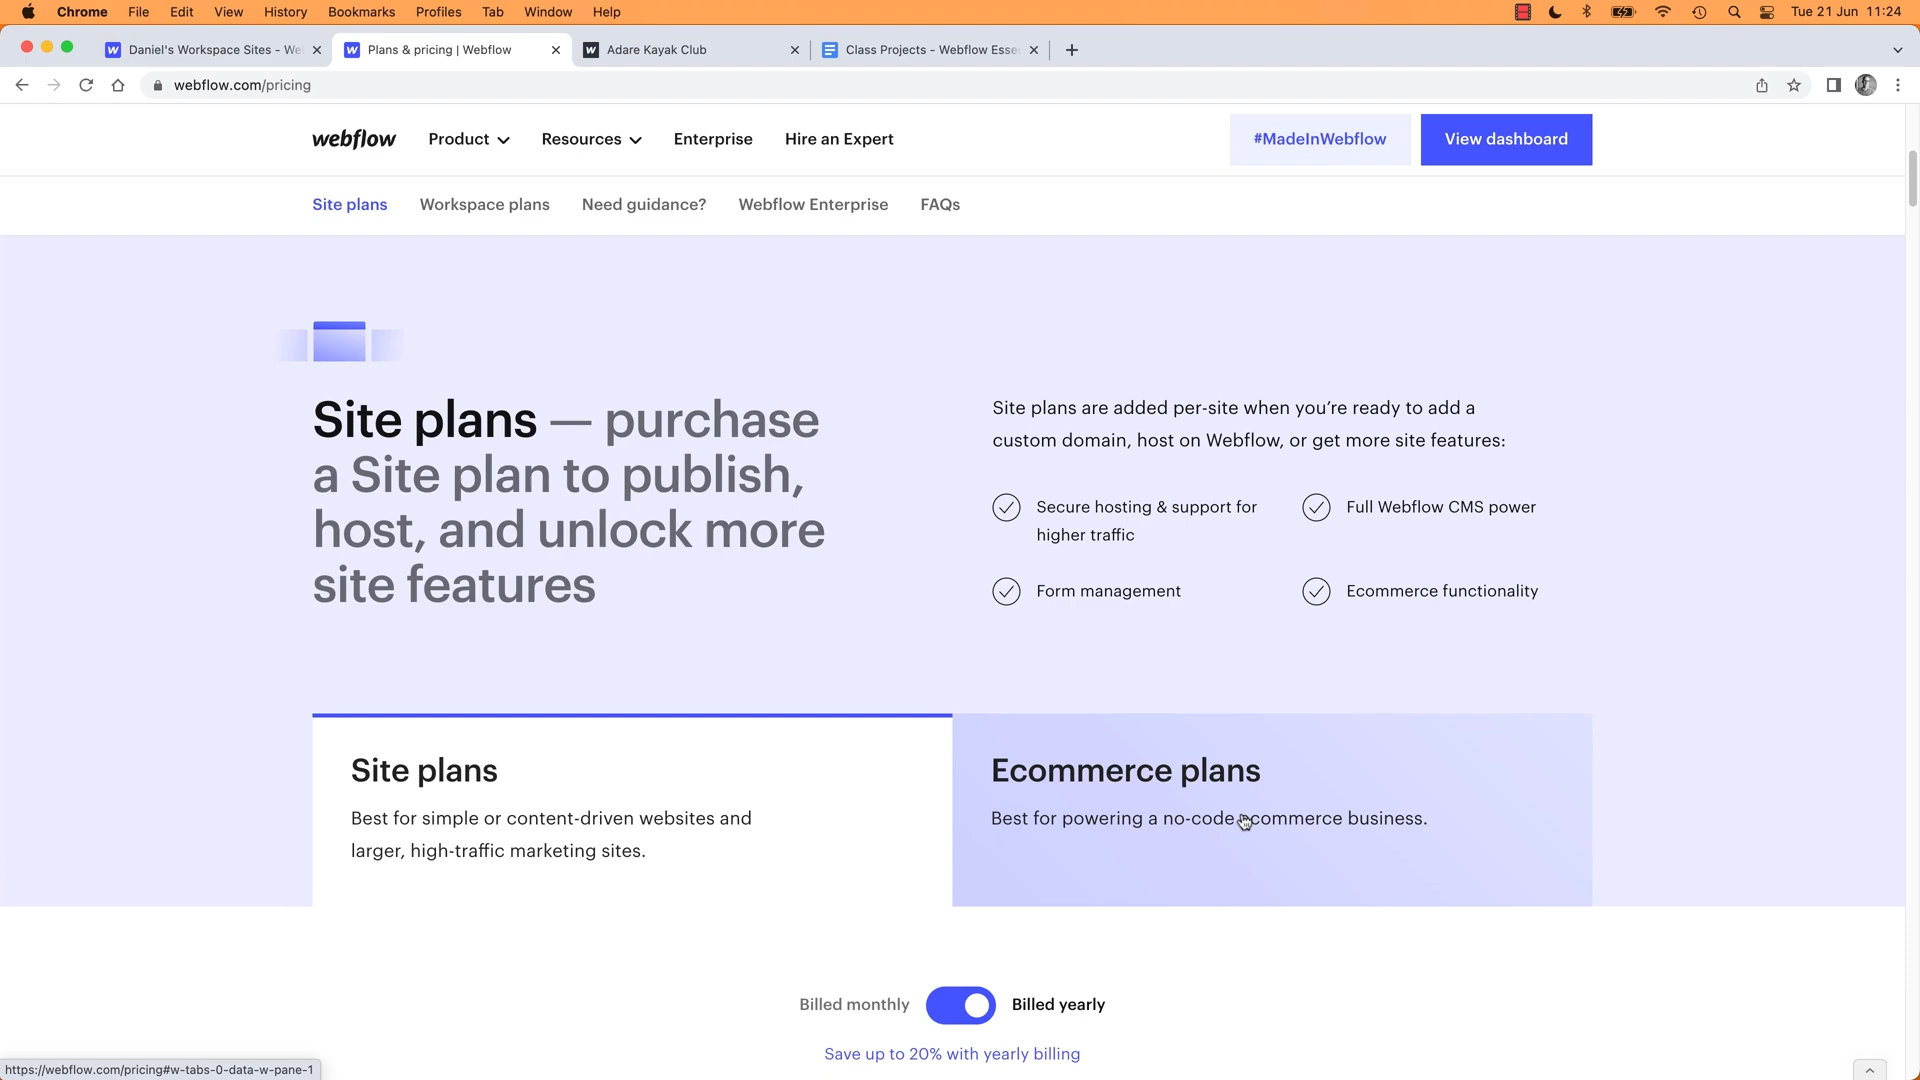 Chrome File Edit View History Bookmarks Profiles Tab Window Help Tue 21 Jun 11:24
Daniel's Workspace Sites - We Plans & pricing | Webflow Adare Kayak Club Class Projects - Webflow Esse
webflow.com/pricing
webflow Product Resources Enterprise Hire an Expert #MadeInWebflow View dashboard
Site plans Workspace plans Need guidance? Webflow Enterprise FAQs
Site plans — purchase
a Site plan to publish,
host, and unlock more
site features
Site plans are added per-site when you’re ready to add a
custom domain, host on Webflow, or get more site features:
Secure hosting & support for
higher traffic
Full Webflow CMS power
Form management
Ecommerce functionality
Site plans
Best for simple or content-driven websites and
larger, high-traffic marketing sites.
Ecommerce plans
Best for powering a no-code ecommerce business.
Billed monthly Billed yearly
Save up to 20% with yearly billing
https://webflow.com/pricing#w-tabs-0-data-w-pane-1